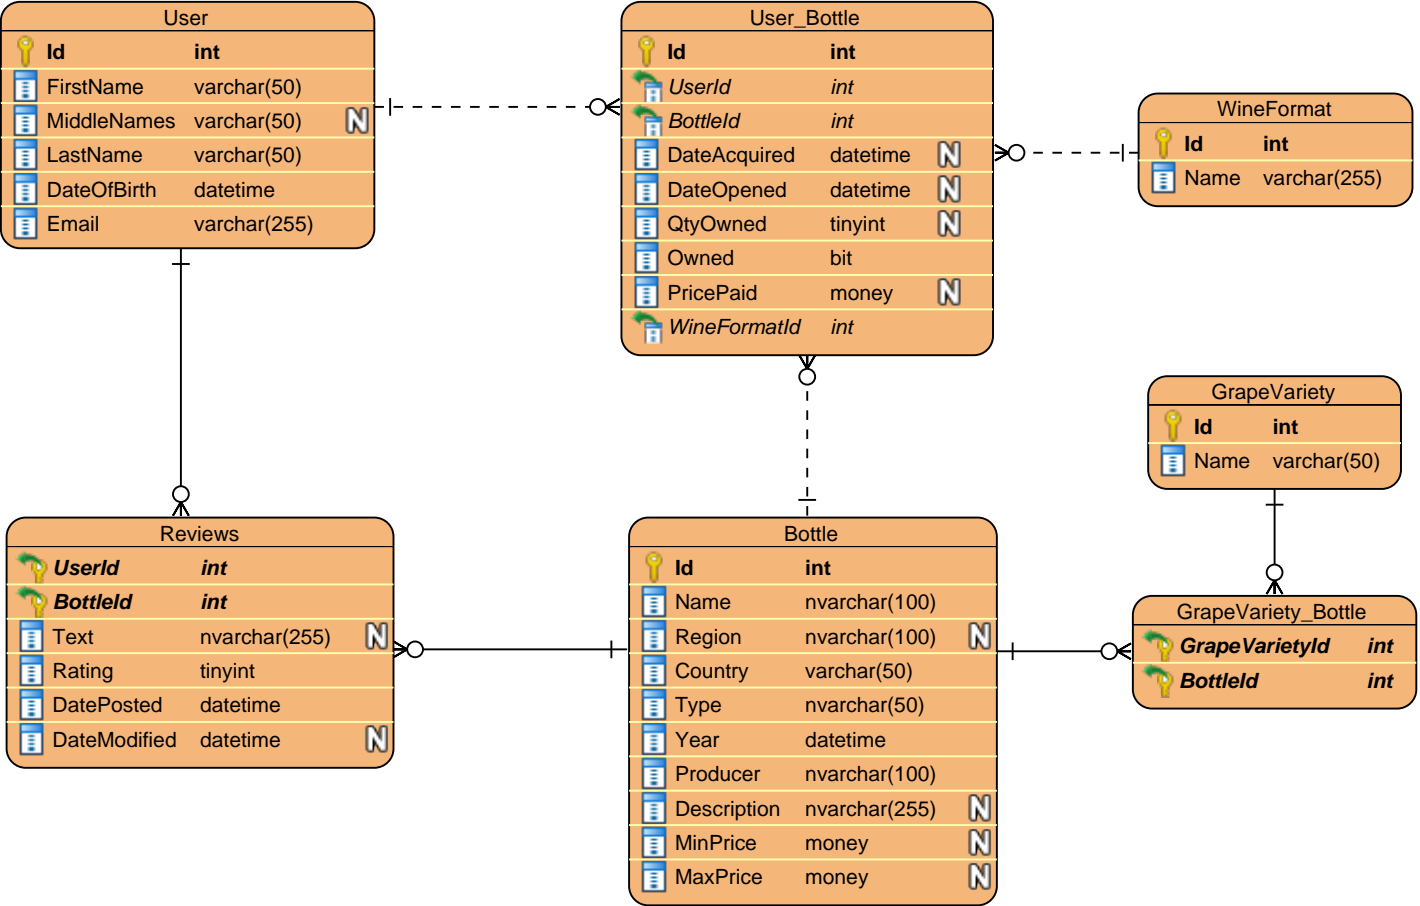 User
Id int
FirstName varchar(50)
MiddleNames varchar(50) N
LastName varchar(50)
DateOfBirth datetime
Email varchar(255)
User_Bottle
Id int
UserId int
BottleId int
DateAcquired datetime N
DateOpened datetime N
QtyOwned tinyint N
Owned bit
PricePaid money N
WineFormatId int
WineFormat
Id int
Name varchar(255)
GrapeVariety
Id int
Name varchar(50)
Reviews
UserId int
BottleId int
Text nvarchar(255) N
Rating tinyint
DatePosted datetime
DateModified datetime N
Bottle
Id int
Name nvarchar(100)
Region nvarchar(100) N
Country varchar(50)
Type nvarchar(50)
Year datetime
Producer nvarchar(100)
Description nvarchar(255) N
MinPrice money N
MaxPrice money N
GrapeVariety_Bottle
GrapeVarietyId int
BottleId int